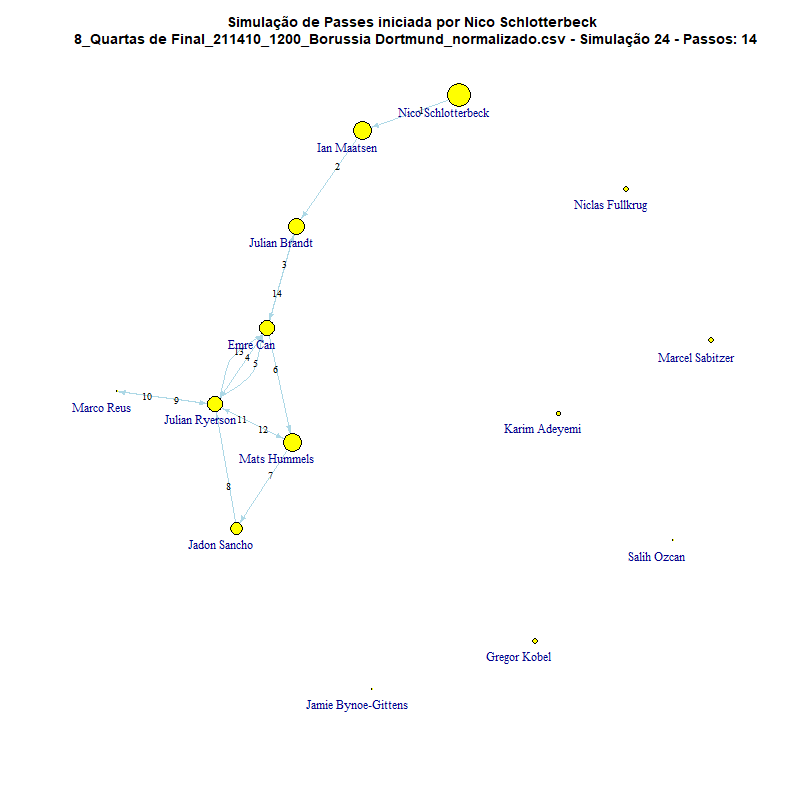 Simulação de Passes iniciada por Nico Schlotterbeck
8_Quartas de Final_211410_1200_Borussia Dortmund_normalizado.csv - Simulação 24 - Passos: 14
1
Nico Schlotterbeck
Ian Maatsen
2
Niclas Fullkrug
Julian Brandt
3
14
Emre Can
13
4
5
Marcel Sabitzer
6
10
9
Marco Reus
Julian Ryerson
11
12
Karim Adeyemi
Mats Hummels
7
8
Jadon Sancho
Salih Ozcan
Gregor Kobel
Jamie Bynoe-Gittens